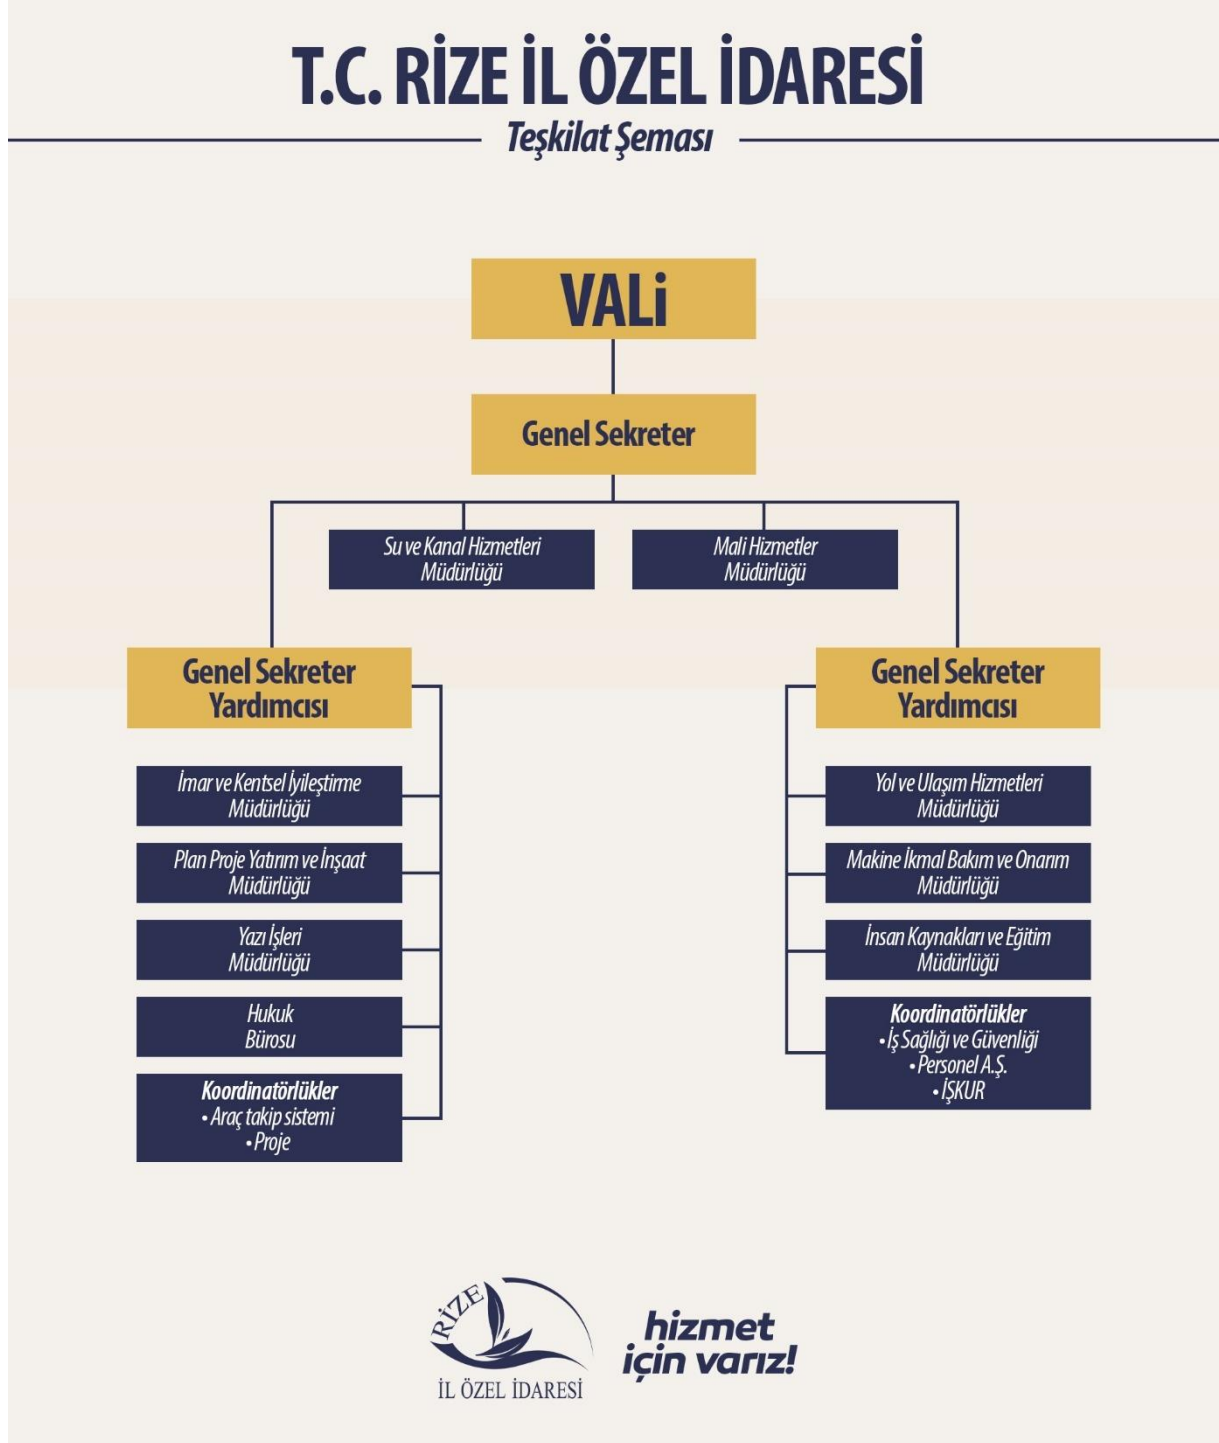 T.C. RİZE İL ÖZEL İDARESİ
Teşkilat Şeması
VALİ
Genel Sekreter
Su ve Kanal Hizmetleri
Müdürlüğü
Mali Hizmetler
Müdürlüğü
Genel Sekreter
Yardımcısı
İmar ve Kentsel İyileştirme
Müdürlüğü
Plan Proje Yatırım ve İnşaat
Müdürlüğü
Yazı İşleri
Müdürlüğü
Hukuk
Bürosu
Koordinatörlükler
• Araç takip sistemi
• Proje
Genel Sekreter
Yardımcısı
Yol ve Ulaşım Hizmetleri
Müdürlüğü
Makine İkmal Bakım ve Onarım
Müdürlüğü
İnsan Kaynakları ve Eğitim
Müdürlüğü
Koordinatörlükler
• İş Sağlığı ve Güvenliği
• Personel A.Ş.
• İŞKUR
RİZE
İL ÖZEL İDARESİ
hizmet
için varız!